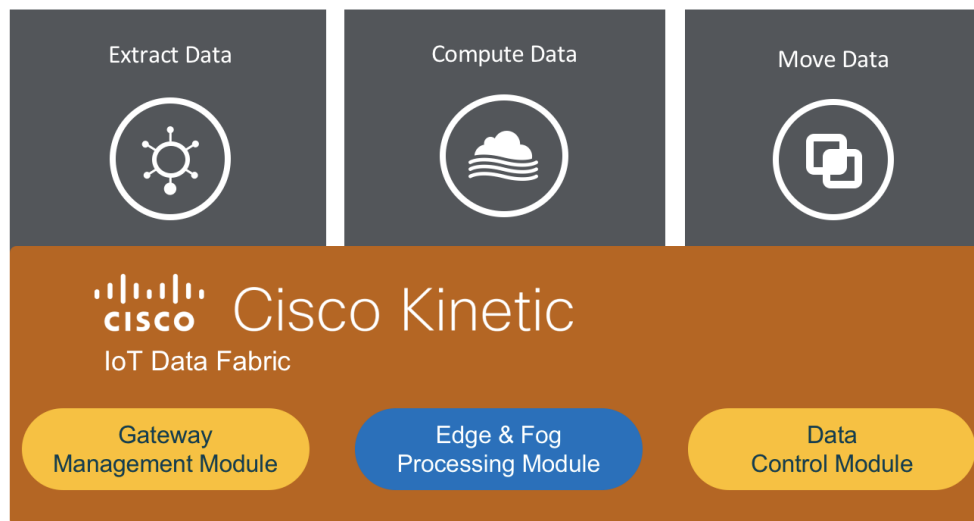 Extract Data
Compute Data
Move Data
CISCO
Cisco Kinetic
IoT Data Fabric
Gateway
Management Module
Edge & Fog
Processing Module
Data
Control Module